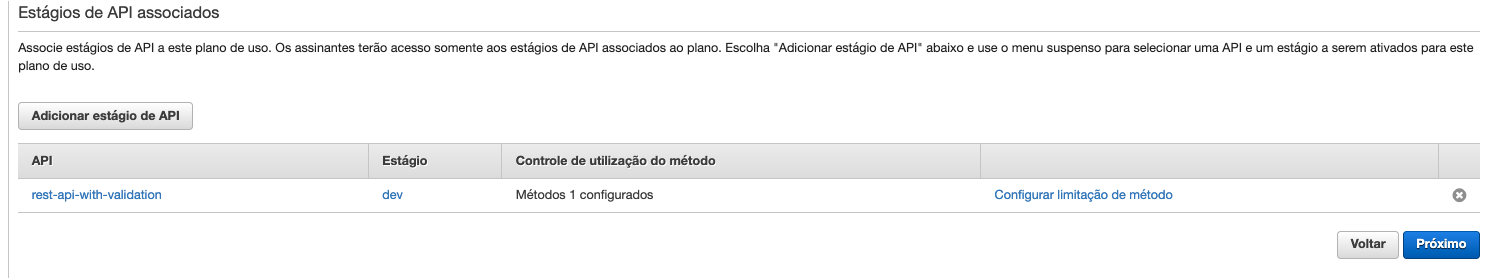 Estágios de API associados
Associe estágios de API a este plano de uso. Os assinantes terão acesso somente aos estágios de API associados ao plano. Escolha "Adicionar estágio de API" abaixo e use o menu suspenso para selecionar uma API e um estágio a serem ativados para este
plano de uso.
Adicionar estágio de API
API Estágio Controle de utilização do método
rest-api-with-validation dev Métodos 1 configurados Configurar limitação de método
Voltar Próximo